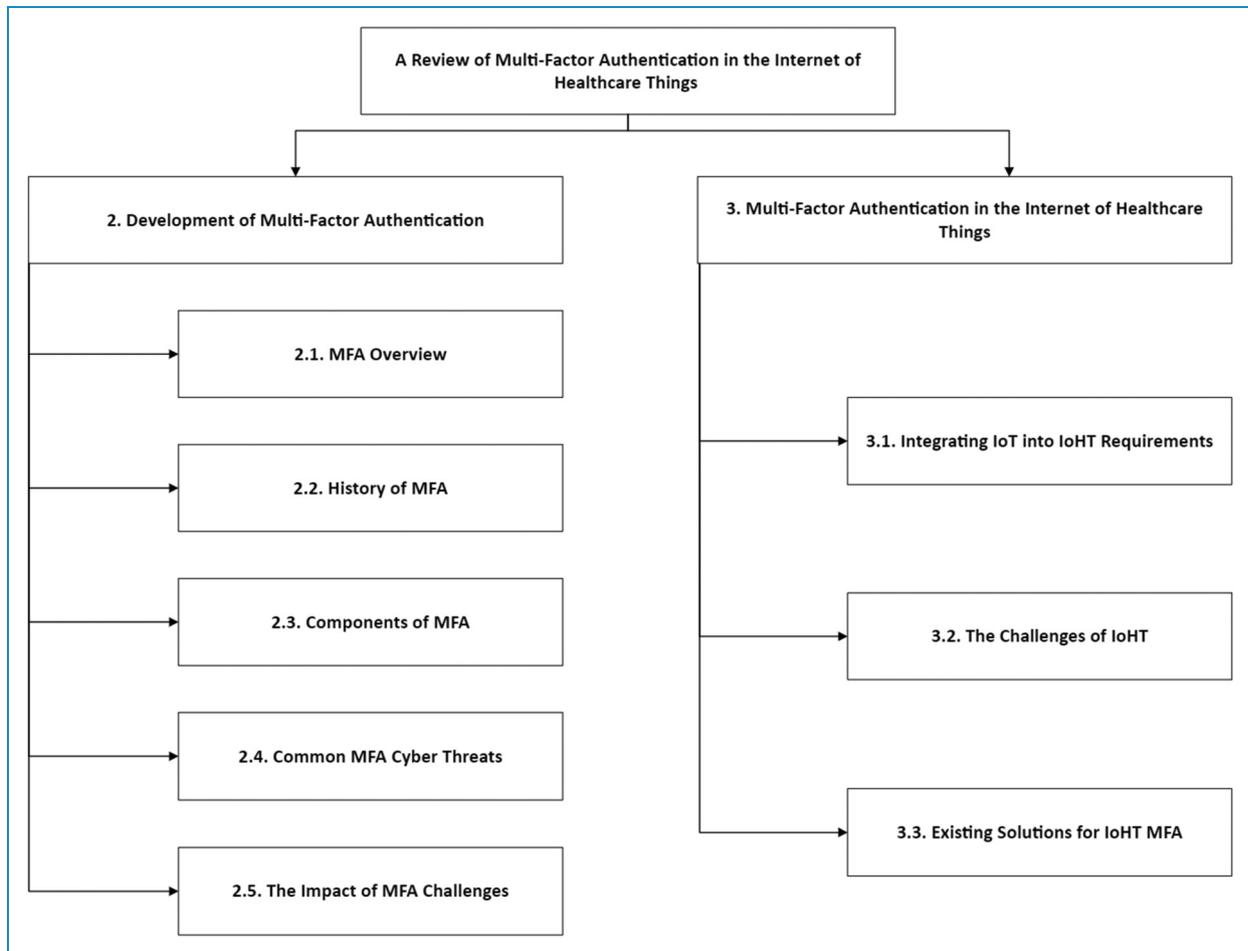 A Review of Multi-Factor Authentication in the Internet of
Healthcare Things
2. Development of Multi-Factor Authentication
2.1. MFA Overview
2.2. History of MFA
2.3. Components of MFA
2.4. Common MFA Cyber Threats
2.5. The Impact of MFA Challenges
3. Multi-Factor Authentication in the Internet of Healthcare
Things
3.1. Integrating IoT into IoHT Requirements
3.2. The Challenges of IoHT
3.3. Existing Solutions for IoHT MFA